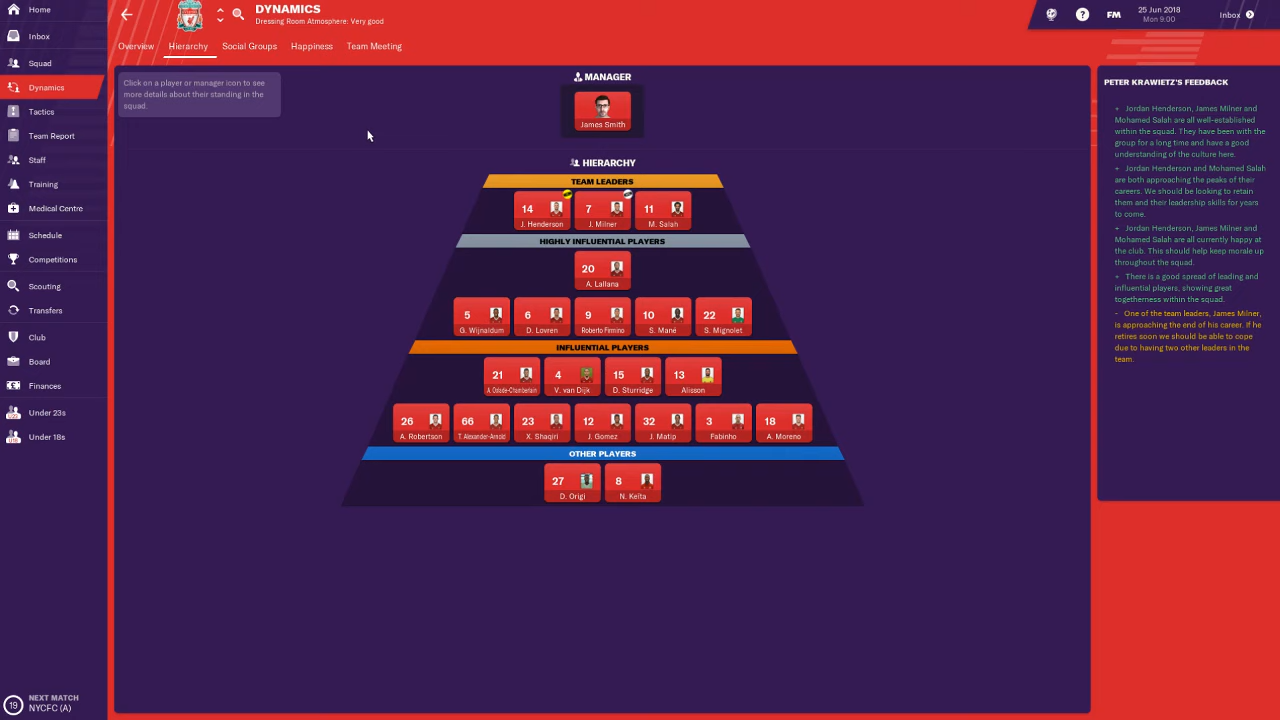 Home
Inbox
Squad
Dynamics
Tactics
Team Report
Staff
Training
Medical Centre
Schedule
Competitions
Scouting
Transfers
Club
Board
Finances
Under 23s
Under 18s
19
NEXT MATCH
NYCFC (A)
DYNAMICS
Dressing Room Atmosphere: Very good
? FM
25 Jun 2018
Mon 9:00
Inbox
Overview Hierarchy Social Groups Happiness Team Meeting
Click on a player or manager icon to see
more details about their standing in the
squad.
MANAGER
James Smith
HIERARCHY
TEAM LEADERS
14 7 11
J. Henderson J. Milner M. Salah
HIGHLY INFLUENTIAL PLAYERS
20
A. Lallana
5 6 9 10 22
G. Wijnaldum D. Lovren Roberto Firmino S. Mané S. Mignolet
INFLUENTIAL PLAYERS
21 4 15 13
A. Oxlade-Chamberlain V. van Dijk D. Sturridge Alisson
26 66 23 12 32 3 18
A. Robertson T. Alexander-Arnold X. Shaqiri J. Gomez J. Matip Fabinho A. Moreno
OTHER PLAYERS
27 8
D. Origi N. Keïta
PETER KRAWIETZ'S FEEDBACK
+ Jordan Henderson, James Milner and
Mohamed Salah are all well-established
within the squad. They have been with the
group for a long time and have a good
understanding of the culture here.
+ Jordan Henderson and Mohamed Salah
are both approaching the peaks of their
careers. We should be looking to retain
them and their leadership skills for years
to come.
+ Jordan Henderson, James Milner and
Mohamed Salah are all currently happy at
the club. This should help keep morale up
throughout the squad.
+ There is a good spread of leading and
influential players, showing great
togetherness within the squad.
- One of the team leaders, James Milner,
is approaching the end of his career. If he
retires soon we should be able to cope
due to having two other leaders in the
team.